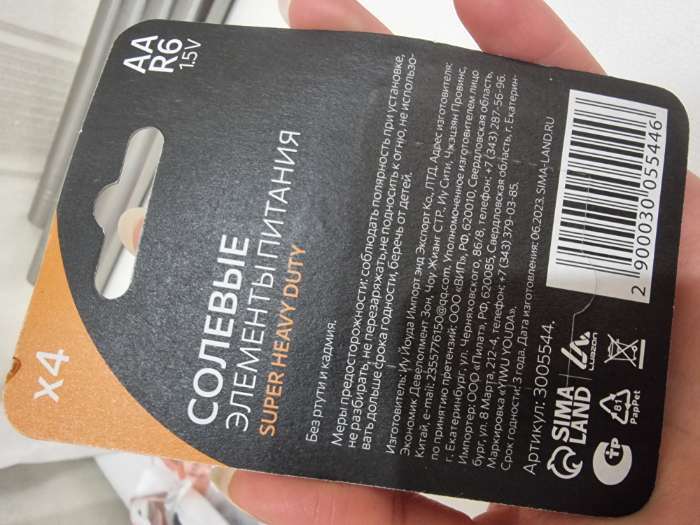 AA
R6
1.5V
X4
СОЛЕВЫЕ
ЭЛЕМЕНТЫ ПИТАНИЯ
SUPER HEAVY DUTY
Без ртути и кадмия.
Меры предосторожности: соблюдать полярность при установке,
не разбирать, не перезаряжать, не подносить к огню, не использо-
вать дольше срока годности, беречь от детей.
Изготовитель: Иу Йоуда Импорт энд Экспорт Ко., ЛТД. Адрес изготовителя:
Экономик Девелопмент Зон, Чоу Жианг СТР., Иу Сити, Чжэцзян Провинс,
Китай, e-mail: 2355776150@qq.com. Уполномоченное изготовителем лицо
по принятию претензий: ООО «ВИПь», РФ, 620010, Свердловская область,
г. Екатеринбург, ул. Черняховского, 86/8, телефон: +7 (343) 287-56-96.
Импортер: ООО «Пилат», РФ, 620085, Свердловская область, г. Екатерин-
бург, ул. 8 Марта, 212-4, телефон: +7 (343) 379-03-85.
Маркировка «YIWU YOUDA».
Срок годности: 3 года. Дата изготовления: 06.2023. SIMA-LAND.RU
Артикул: 3005544.
SIMA
LAND
LUAZON
81
PapPet
2 900030 055446